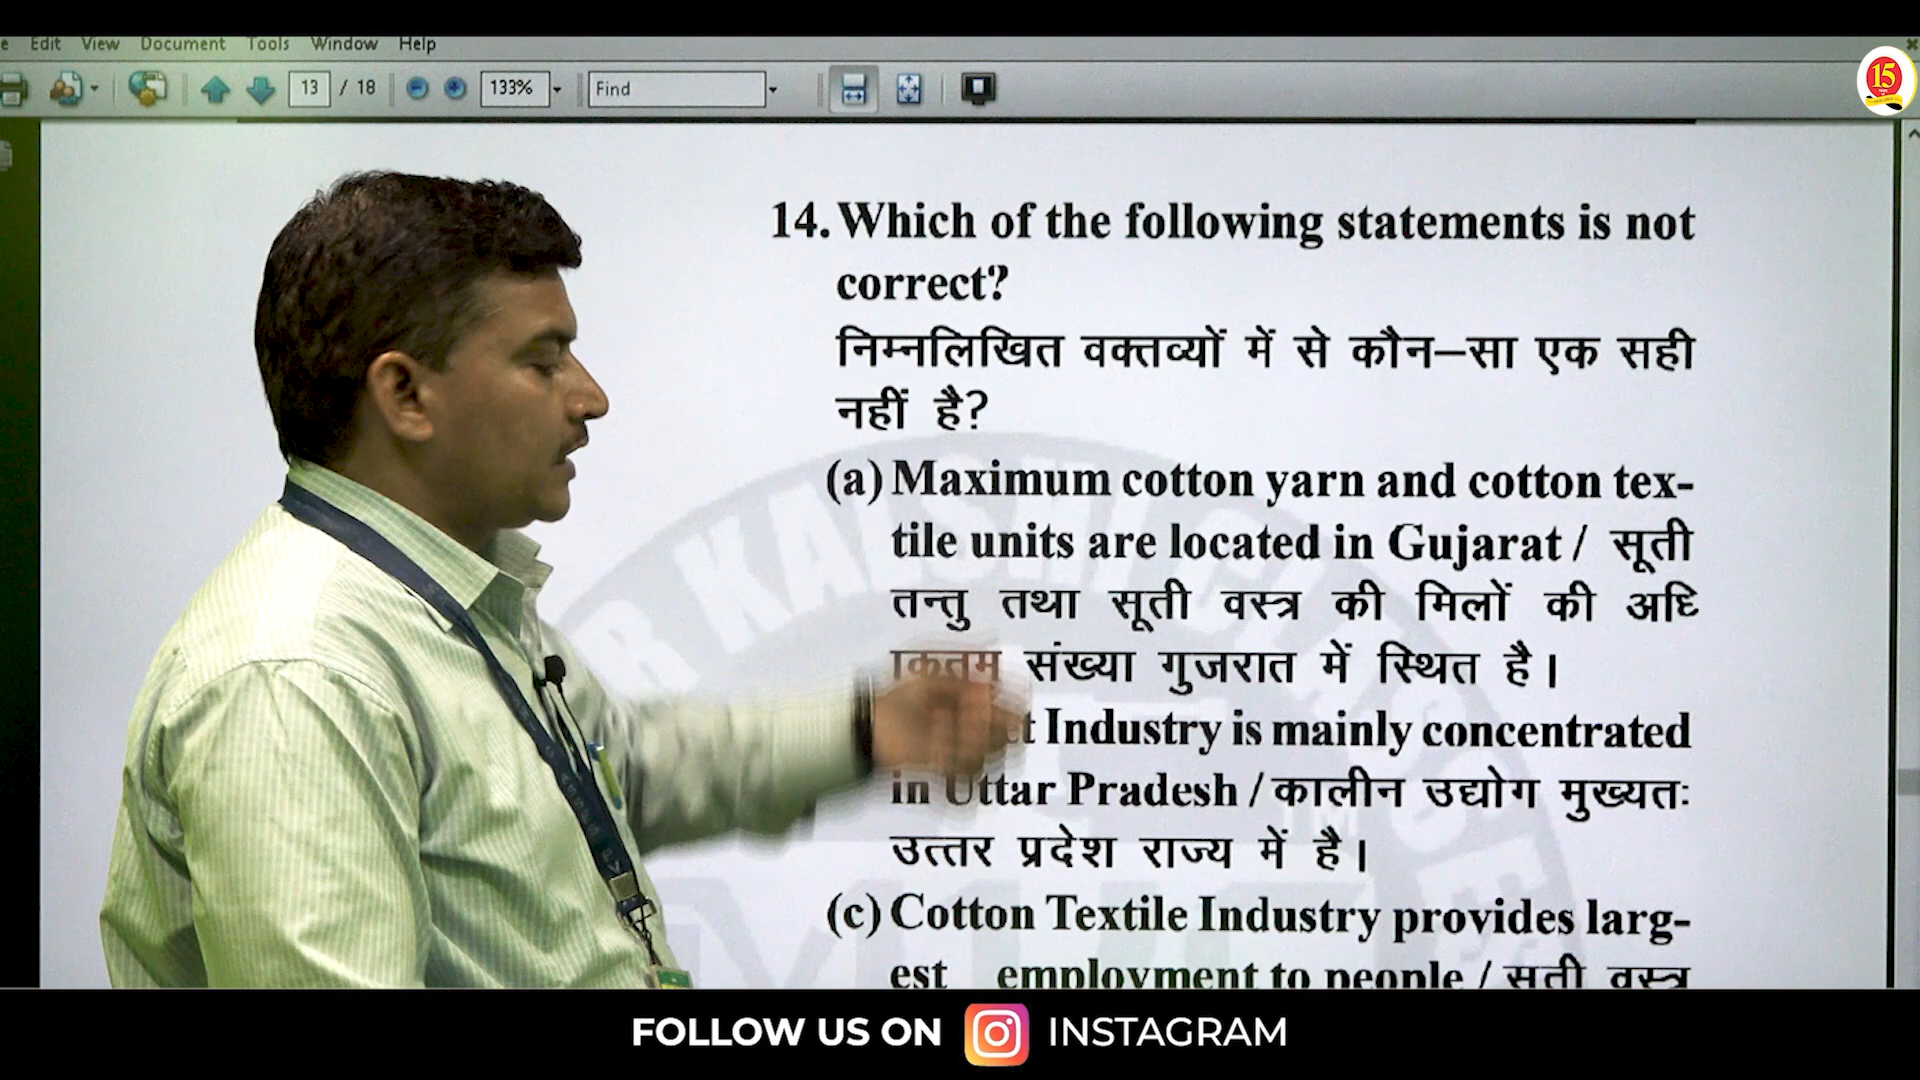 Edit View Document Tools Window Help
13 / 18 133% Find
15
14. Which of the following statements is not
correct?
निम्नलिखित वक्तव्यों में से कौन–सा एक सही
नहीं है?
(a) Maximum cotton yarn and cotton tex-
tile units are located in Gujarat / सूती
तन्तु तथा सूती वस्त्र की मिलों की अधि
कतम संख्या गुजरात में स्थित है।
Industry is mainly concentrated
in Uttar Pradesh / कालीन उद्योग मुख्यतः
उत्तर प्रदेश राज्य में है।
(c) Cotton Textile Industry provides larg-
est employment to people / सूती वस्त्र
FOLLOW US ON INSTAGRAM